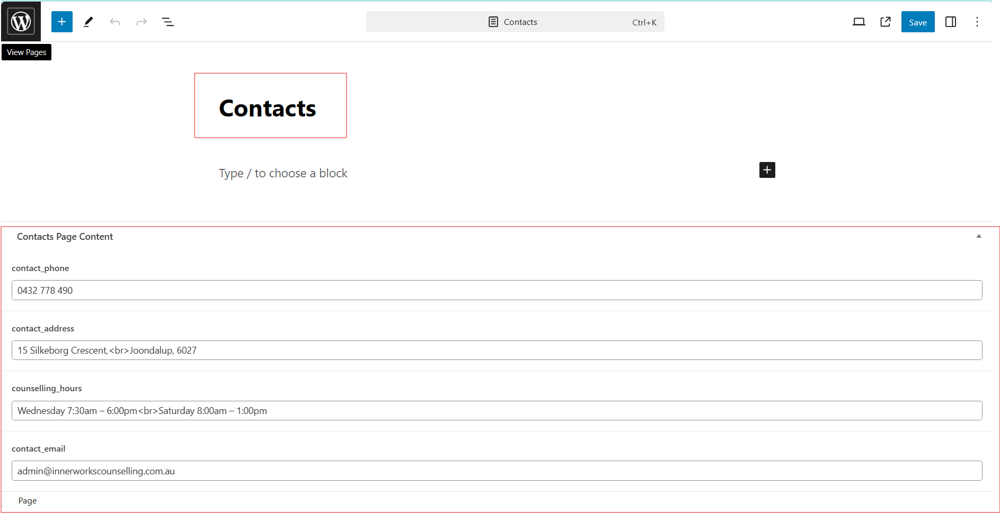 Contacts
Ctrl+K
Save
View Pages
Contacts
Type / to choose a block
Contacts Page Content
contact_phone
0432 778 490
contact_address
15 Silkeborg Crescent,<br>Joondalup, 6027
counselling_hours
Wednesday 7:30am – 6:00pm<br>Saturday 8:00am – 1:00pm
contact_email
admin@innerworkscounselling.com.au
Page